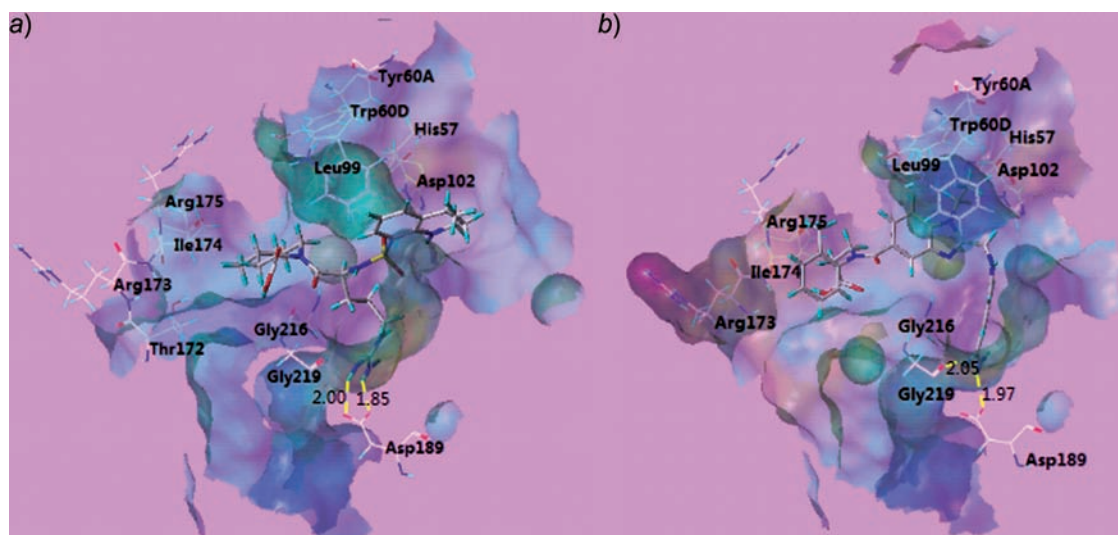 a)
Tyr60A
Trp60D
His57
Leu99
Asp102
Arg175
Ile174
Arg173
Gly216
Thr172
Gly219
2.00
1.85
Asp189
b)
Tyr60A
Trp60D
His57
Leu99
Asp102
Arg175
Ile174
Arg173
Gly216
2.05
Gly219
1.97
Asp189